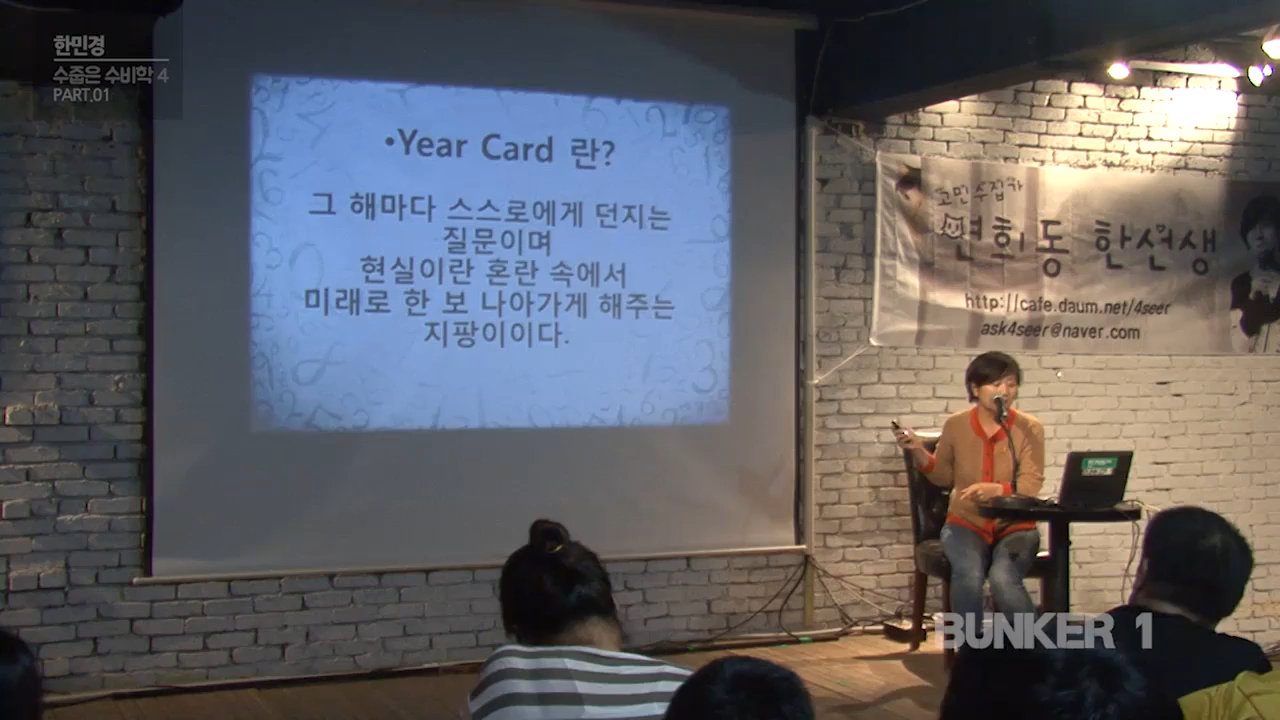 한민경
수줍은 수비학 4
PART.01
•Year Card 란?
그 해마다 스스로에게 던지는
질문이며
현실이란 혼란 속에서
미래로 한 보 나아가게 해주는
지팡이이다.
고민수집가
연희동 한선생
http://cafe.daum.net/4seer
ask4seer@naver.com
BUNKER 1